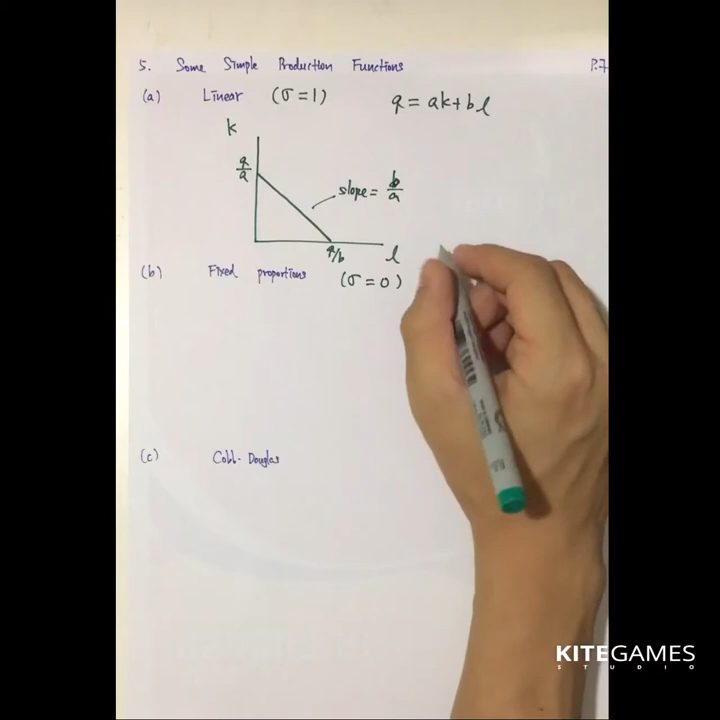 5. Some Simple Production Functions P.7
(a) Linear (σ=1) q = ak+bl
k
q/a
slope = b/a
q/b l
(b) Fixed proportions (σ=0)
(c) Cobb-Douglas
KITEGAMES
STUDIO